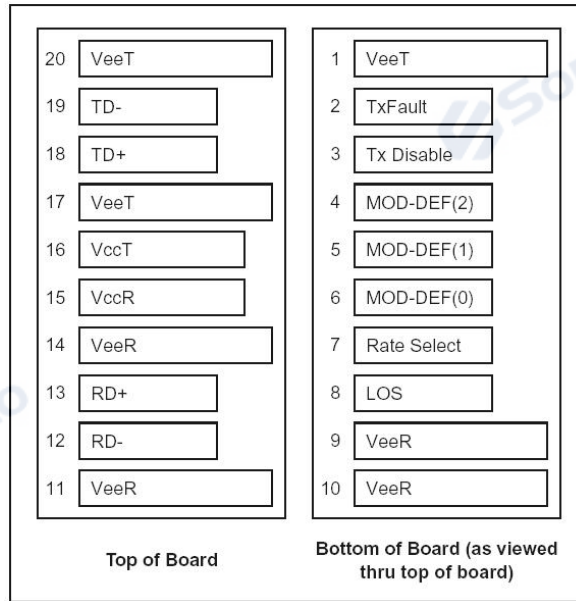 20 VeeT
19 TD-
18 TD+
17 VeeT
16 VccT
15 VccR
14 VeeR
13 RD+
12 RD-
11 VeeR
Top of Board
1 VeeT
2 TxFault
3 Tx Disable
4 MOD-DEF(2)
5 MOD-DEF(1)
6 MOD-DEF(0)
7 Rate Select
8 LOS
9 VeeR
10 VeeR
Bottom of Board (as viewed
thru top of board)